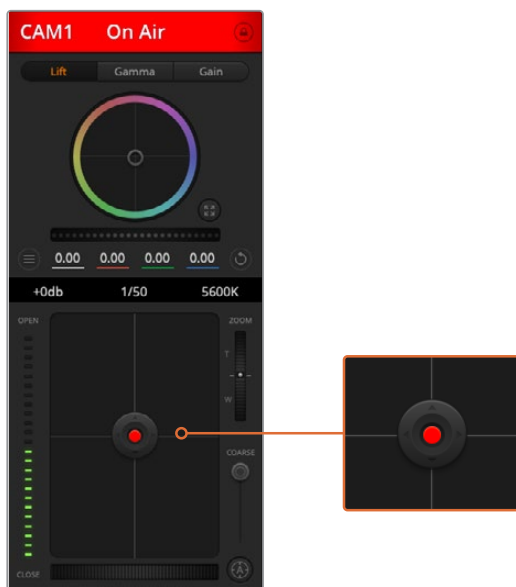 CAM1 On Air
Lift Gamma Gain
0.00 0.00 0.00 0.00
+0db 1/50 5600K
OPEN ZOOM
T
W
COARSE
CLOSE A